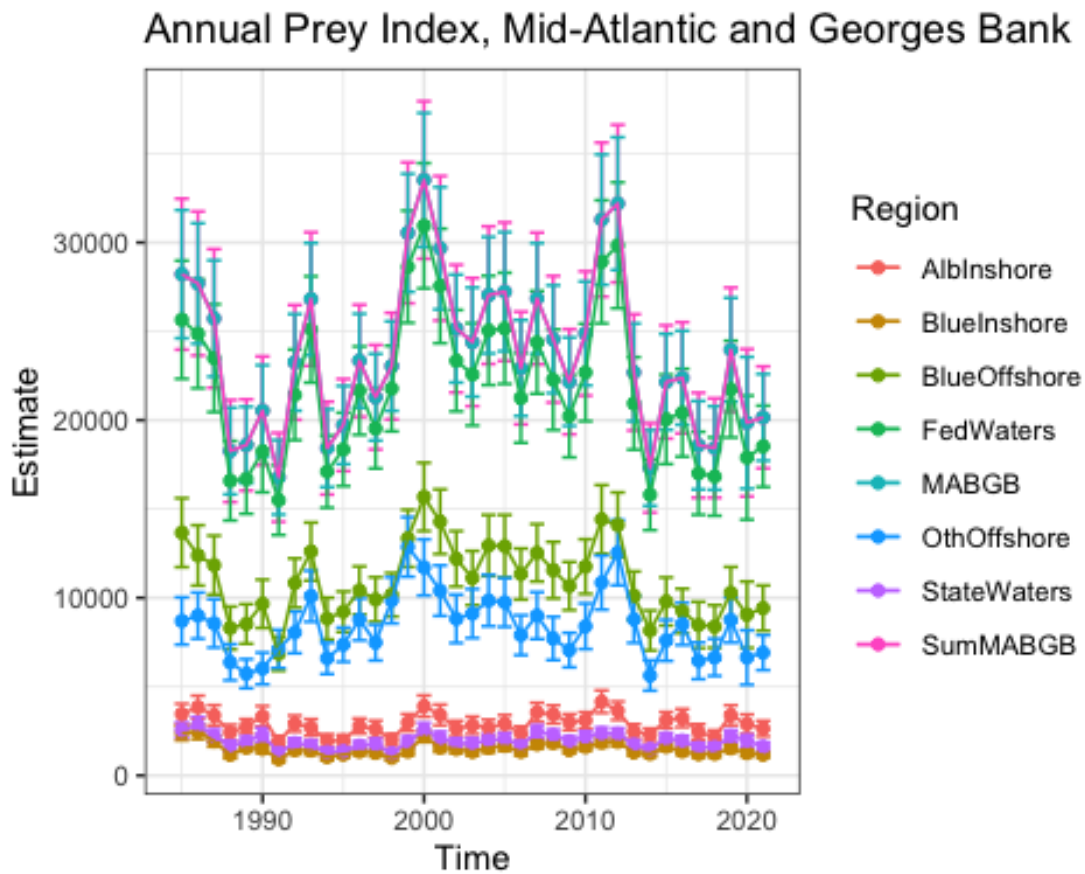 Annual Prey Index, Mid-Atlantic and Georges Bank
Estimate
30000
20000
10000
0
1990
2000
2010
2020
Time
Region
AlbInshore
BlueInshore
BlueOffshore
FedWaters
MABGB
OthOffshore
StateWaters
SumMABGB